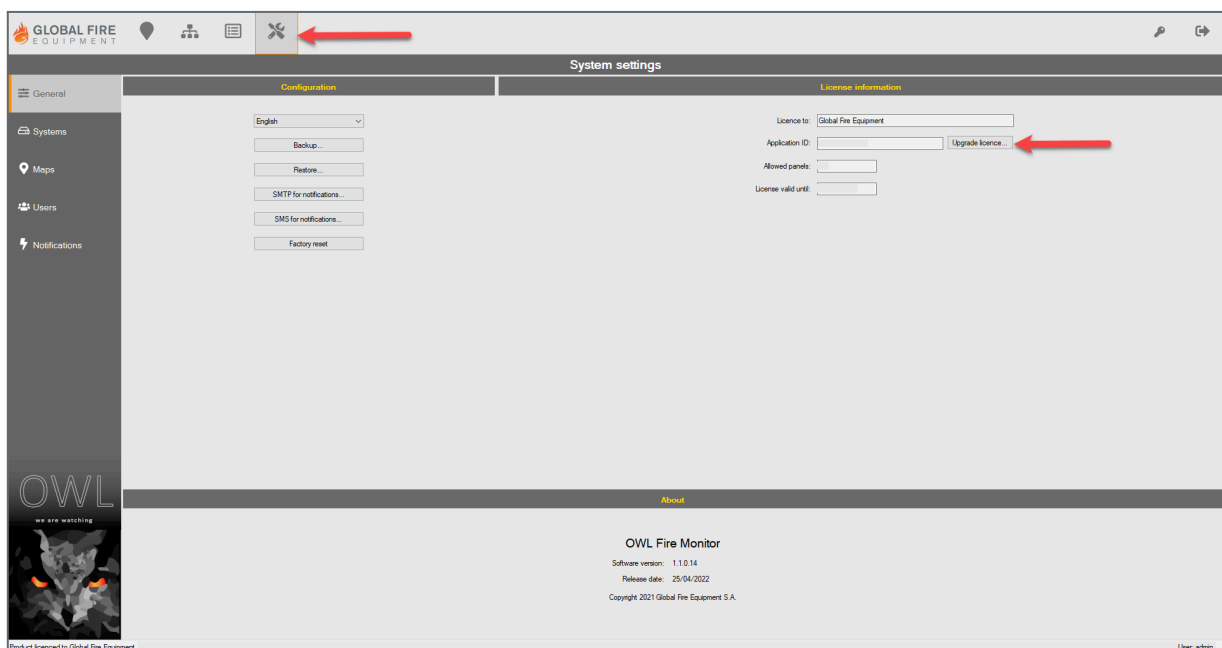 GLOBAL FIRE
EQUIPMENT
System settings
General
Systems
Maps
Users
Notifications
Configuration
English
Backup...
Restore...
SMTP for notifications...
SMS for notifications...
Factory reset
License information
Licence to: Global Fire Equipment
Application ID: Upgrade licence...
Allowed panels:
License valid until:
OWL
we are watching
About
OWL Fire Monitor
Software version: 1.1.0.14
Release date: 25/04/2022
Copyright 2021 Global Fire Equipment S.A.
Product licenced to Global Fire Equipment
User: admin